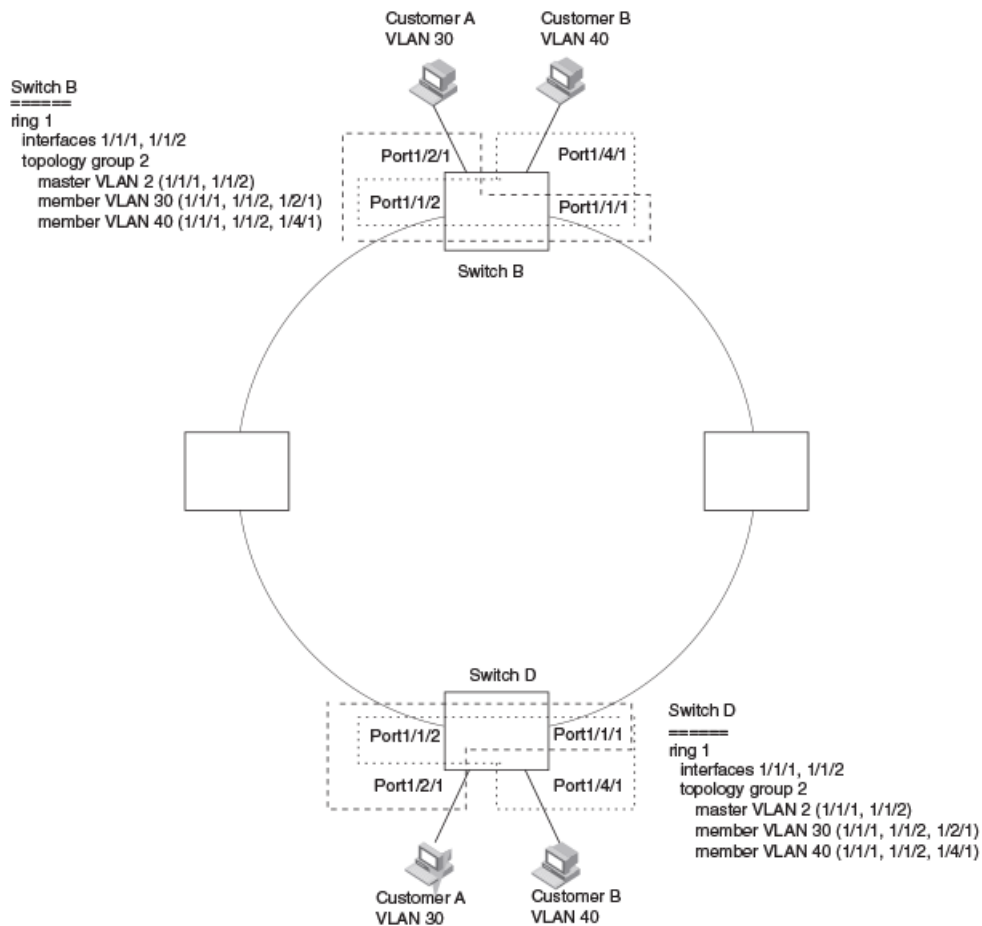 Customer A
VLAN 30
Customer B
VLAN 40
Switch B
======
ring 1
interfaces 1/1/1, 1/1/2
topology group 2
master VLAN 2 (1/1/1, 1/1/2)
member VLAN 30 (1/1/1, 1/1/2, 1/2/1)
member VLAN 40 (1/1/1, 1/1/2, 1/4/1)
Port1/2/1
Port1/4/1
Port1/1/2
Port1/1/1
Switch B
Switch D
Port1/1/2
Port1/1/1
Port1/2/1
Port1/4/1
Switch D
======
ring 1
interfaces 1/1/1, 1/1/2
topology group 2
master VLAN 2 (1/1/1, 1/1/2)
member VLAN 30 (1/1/1, 1/1/2, 1/2/1)
member VLAN 40 (1/1/1, 1/1/2, 1/4/1)
Customer A
VLAN 30
Customer B
VLAN 40